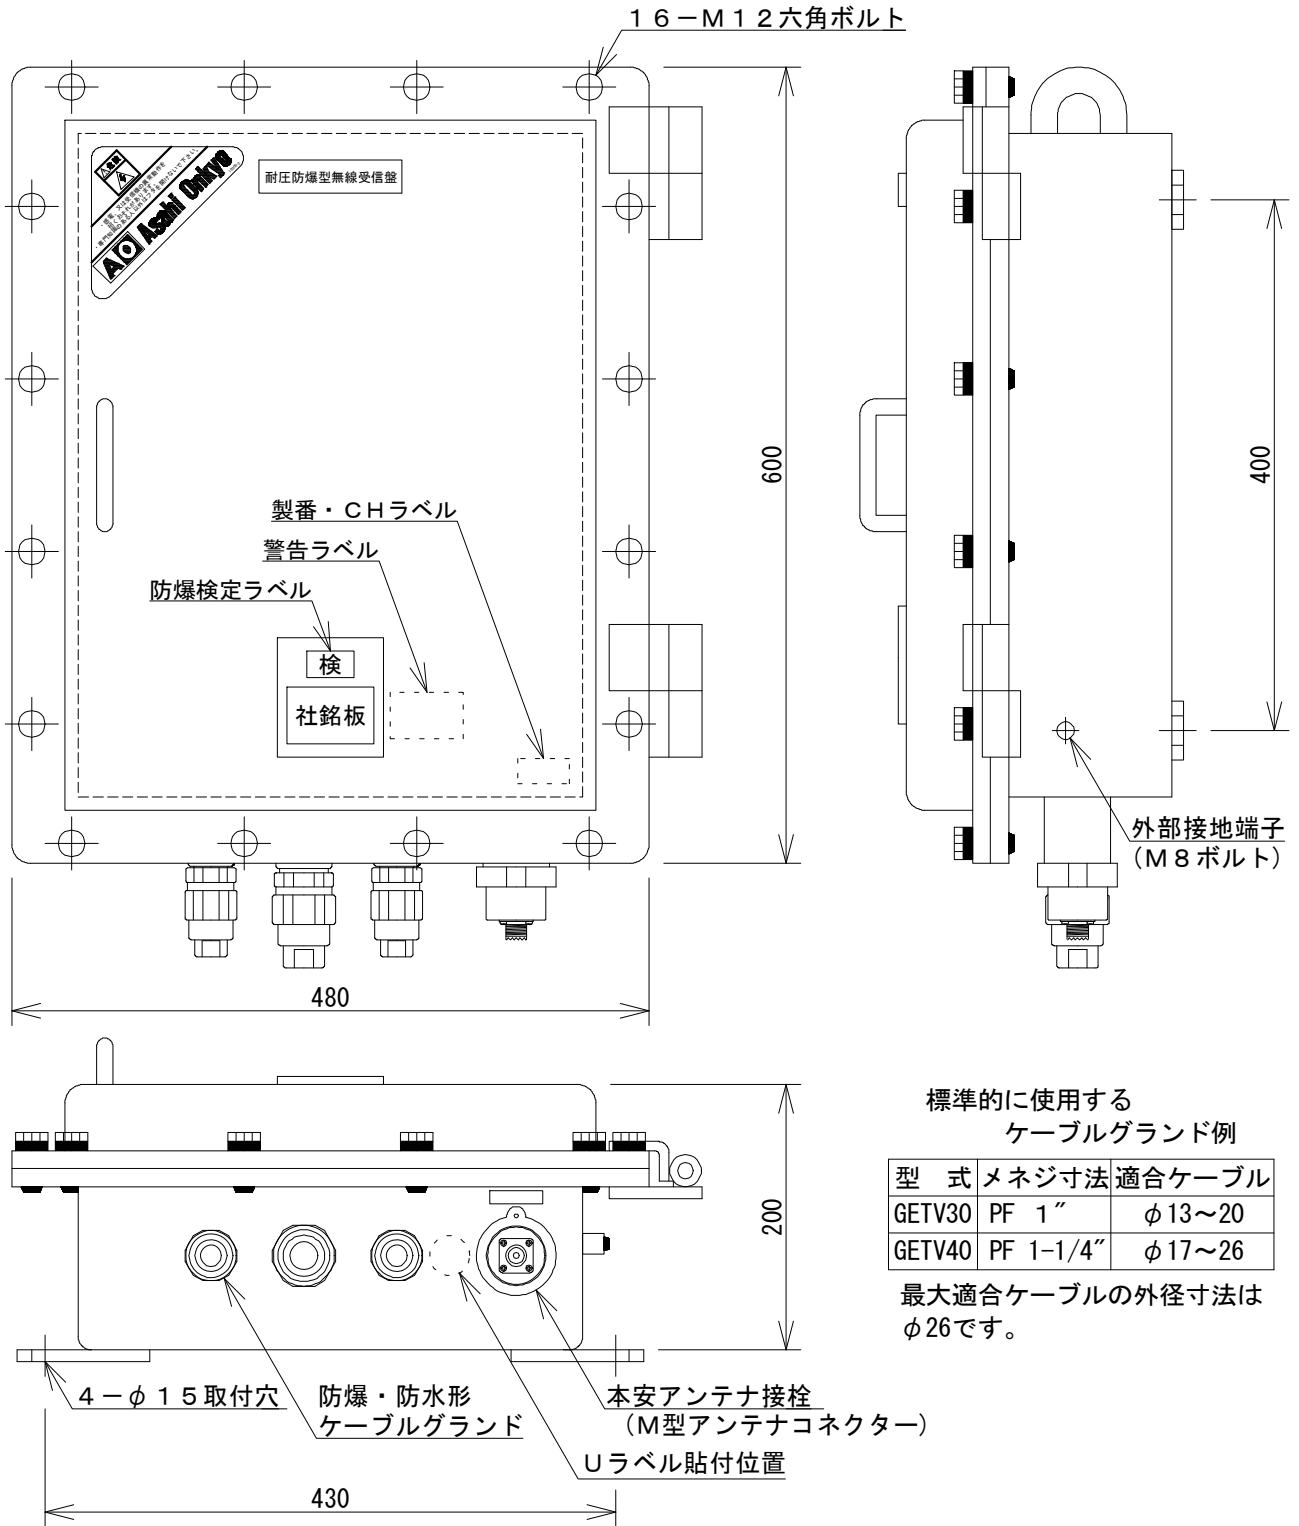 16－M12六角ボルト
危険
AO Asahi Onkyo
耐圧防爆型無線受信盤
600
400
製番・CHラベル
警告ラベル
防爆検定ラベル
検
社銘板
外部接地端子
(M8ボルト)
480
標準的に使用する
ケーブルグランド例
型 式 メネジ寸法 適合ケーブル
GETV30 PF 1″ φ13～20
GETV40 PF 1-1/4″ φ17～26
最大適合ケーブルの外径寸法は
φ26です。
200
4－φ15取付穴
防爆・防水形
ケーブルグランド
本安アンテナ接栓
(M型アンテナコネクター)
Uラベル貼付位置
430